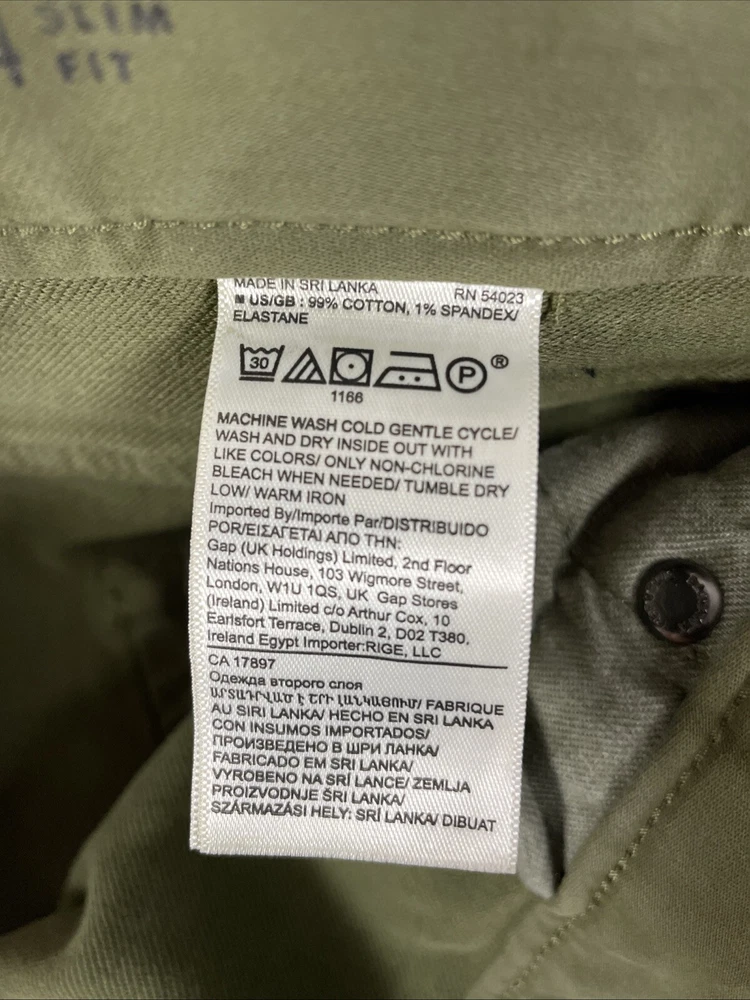 SLIM
FIT
MADE IN SRI LANKA RN 54023
US/GB : 99% COTTON, 1% SPANDEX/
ELASTANE
30 P ®
1166
MACHINE WASH COLD GENTLE CYCLE/
WASH AND DRY INSIDE OUT WITH
LIKE COLORS/ ONLY NON-CHLORINE
BLEACH WHEN NEEDED/ TUMBLE DRY
LOW/ WARM IRON
Imported By/Importe Par/DISTRIBUIDO
POR/ΕΙΣΑΓΕΤΑΙ ΑΠΟ ΤΗΝ:
Gap (UK Holdings) Limited, 2nd Floor
Nations House, 103 Wigmore Street,
London, W1U 1QS, UK Gap Stores
(Ireland) Limited c/o Arthur Cox, 10
Earlsfort Terrace, Dublin 2, D02 T380,
Ireland Egypt Importer:RIGE, LLC
CA 17897
Одежда второго слоя
ԱՐՏԱԴՐՎԱԾ Է ՇՐԻ ԼԱՆԿԱՅՈՒՄ/ FABRIQUE
AU SIRI LANKA/ HECHO EN SRI LANKA
CON INSUMOS IMPORTADOS/
ПРОИЗВЕДЕНО В ШРИ ЛАНКА/
FABRICADO EM SRI LANKA/
VYROBENO NA SRÍ LANCE/ ZEMLJA
PROIZVODNJE ŠRI LANKA/
SZÁRMAZÁSI HELY: SRÍ LANKA/ DIBUAT